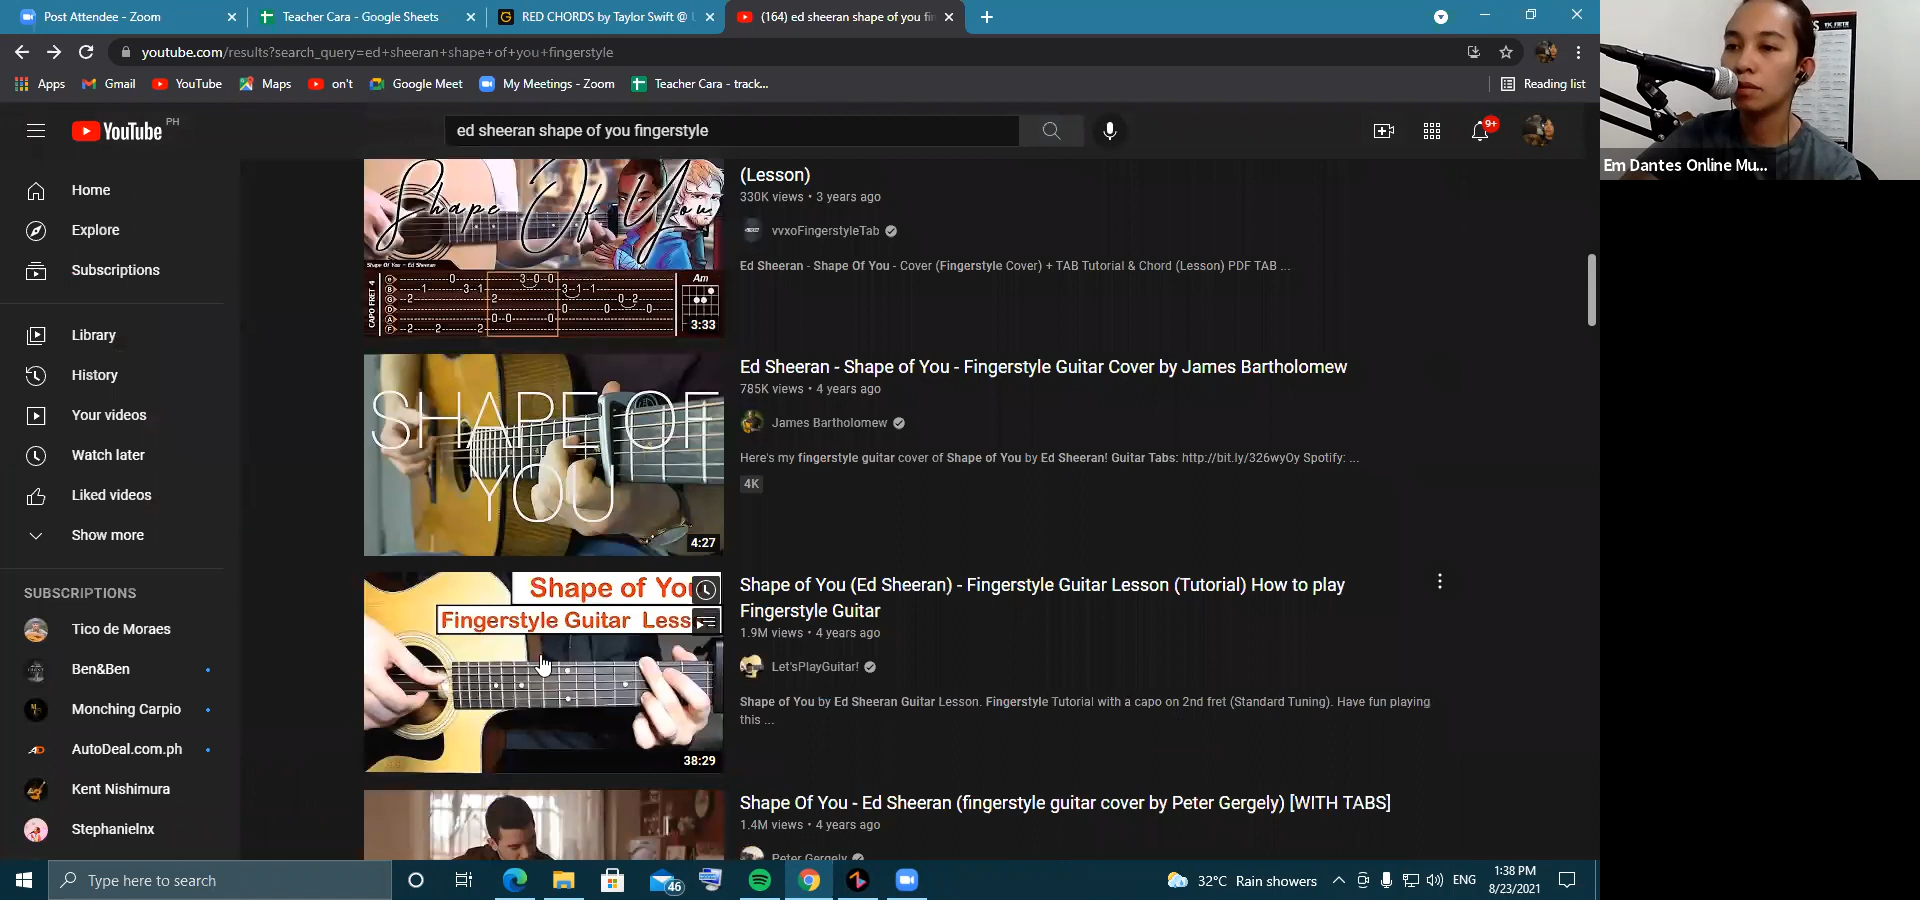 Post Attendee - Zoom
Teacher Cara - Google Sheets
RED CHORDS by Taylor Swift @ U
(164) ed sheeran shape of you fin
youtube.com/results?search_query=ed+sheeran+shape+of+you+fingerstyle
Apps
Gmail
YouTube
Maps
on't
Google Meet
My Meetings - Zoom
Teacher Cara - track...
Reading list
YouTube PH
ed sheeran shape of you fingerstyle
9+
Em Dantes Online Mu...
Home
Explore
Subscriptions
Library
History
Your videos
Watch later
Liked videos
Show more
SUBSCRIPTIONS
Tico de Moraes
Ben&Ben
Monching Carpio
AutoDeal.com.ph
Kent Nishimura
Stephanielnx
Shape Of You
Shape Of You - Ed Sheeran
CAPO FRET 4
Am
3:33
(Lesson)
330K views • 3 years ago
vvxoFingerstyleTab
Ed Sheeran - Shape Of You - Cover (Fingerstyle Cover) + TAB Tutorial & Chord (Lesson) PDF TAB ...
SHAPE OF
YOU
4:27
Ed Sheeran - Shape of You - Fingerstyle Guitar Cover by James Bartholomew
785K views • 4 years ago
James Bartholomew
Here's my fingerstyle guitar cover of Shape of You by Ed Sheeran! Guitar Tabs: http://bit.ly/326wyOy Spotify: ...
4K
Shape of You
Fingerstyle Guitar Less
38:29
Shape of You (Ed Sheeran) - Fingerstyle Guitar Lesson (Tutorial) How to play
Fingerstyle Guitar
1.9M views • 4 years ago
Let'sPlayGuitar!
Shape of You by Ed Sheeran Guitar Lesson. Fingerstyle Tutorial with a capo on 2nd fret (Standard Tuning). Have fun playing
this ...
Shape Of You - Ed Sheeran (fingerstyle guitar cover by Peter Gergely) [WITH TABS]
1.4M views • 4 years ago
Peter Gergely
Type here to search
46
32°C Rain showers
ENG
1:38 PM
8/23/2021